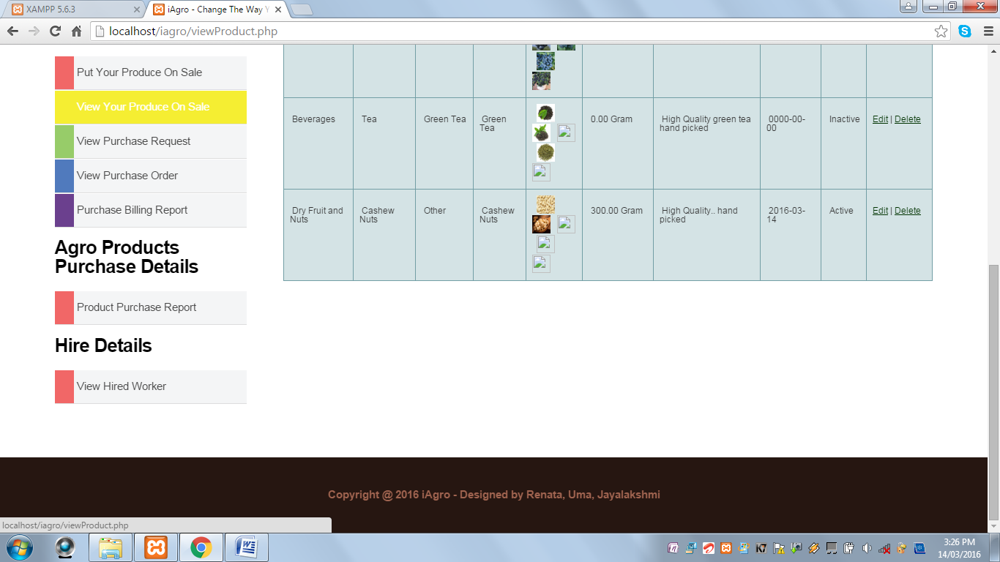 XAMPP 5.6.3
iAgro - Change The Way Y
localhost/iagro/viewProduct.php
Put Your Produce On Sale
View Your Produce On Sale
View Purchase Request
View Purchase Order
Purchase Billing Report
Agro Products
Purchase Details
Product Purchase Report
Hire Details
View Hired Worker
Beverages
Tea
Green Tea
Green
Tea
0.00 Gram
High Quality green tea
hand picked
0000-00-
00
Inactive
Edit | Delete
Dry Fruit and
Nuts
Cashew
Nuts
Other
Cashew
Nuts
300.00 Gram
High Quality.. hand
picked
2016-03-
14
Active
Edit | Delete
Copyright @ 2016 iAgro - Designed by Renata, Uma, Jayalakshmi
localhost/iagro/viewProduct.php
K7
3:26 PM
14/03/2016